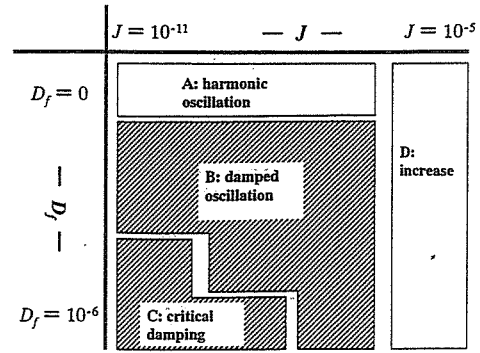 J = 10⁻¹¹ — J — J = 10⁻⁵
D_f = 0
A: harmonic
oscillation
B: damped
oscillation
D:
increase
— D_f —
D_f = 10⁻⁶
C: critical
damping